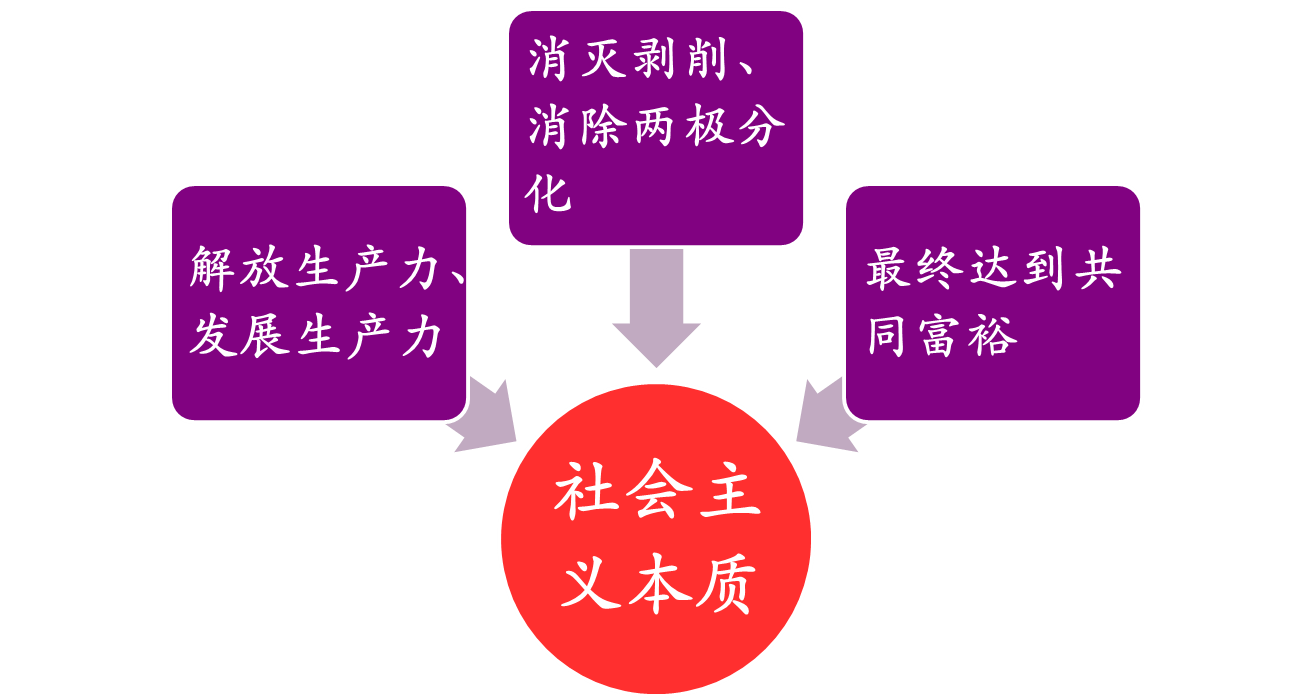 消灭剥削、
消除两极分
化
解放生产力、
发展生产力
最终达到共
同富裕
社会主
义本质